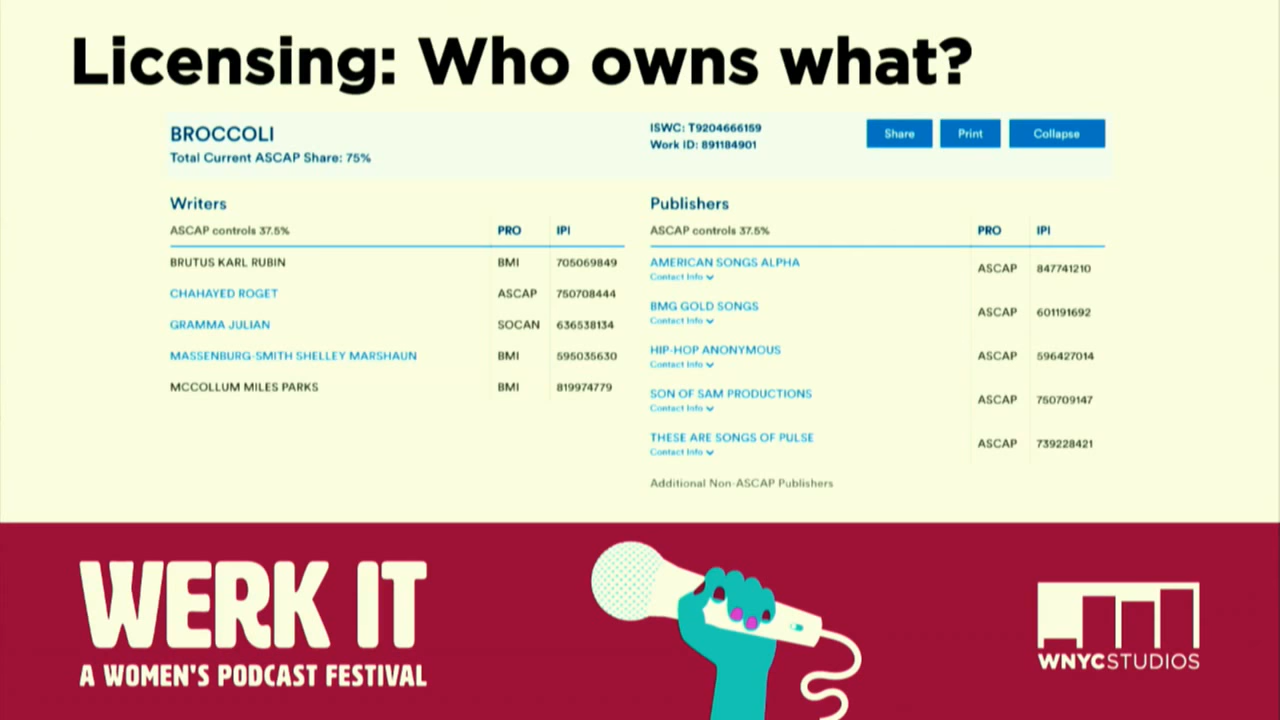 Licensing: Who owns what?
BROCCOLI
Total Current ASCAP Share: 75%
ISWC: T9204666159
Work ID: 891184901
Share Print Collapse
Writers
ASCAP controls 37.5% PRO IPI
BRUTUS KARL RUBIN BMI 705069849
CHAHAYED ROGET ASCAP 750708444
GRAMMA JULIAN SOCAN 636538134
MASSENBURG-SMITH SHELLEY MARSHAUN BMI 595035630
MCCOLLUM MILES PARKS BMI 819974779
Publishers
ASCAP controls 37.5% PRO IPI
AMERICAN SONGS ALPHA ASCAP 847741210
Contact Info
BMG GOLD SONGS ASCAP 601191692
Contact Info
HIP-HOP ANONYMOUS ASCAP 596427014
Contact Info
SON OF SAM PRODUCTIONS ASCAP 750709147
Contact Info
THESE ARE SONGS OF PULSE ASCAP 739228421
Contact Info
Additional Non-ASCAP Publishers
WERK IT
A WOMEN'S PODCAST FESTIVAL
WNYCSTUDIOS